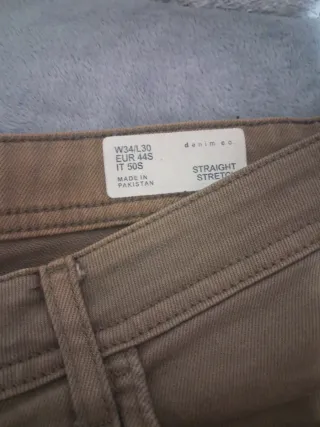 W34/L30
EUR 44S
IT 50S
MADE IN
PAKISTAN
denim co.
STRAIGHT